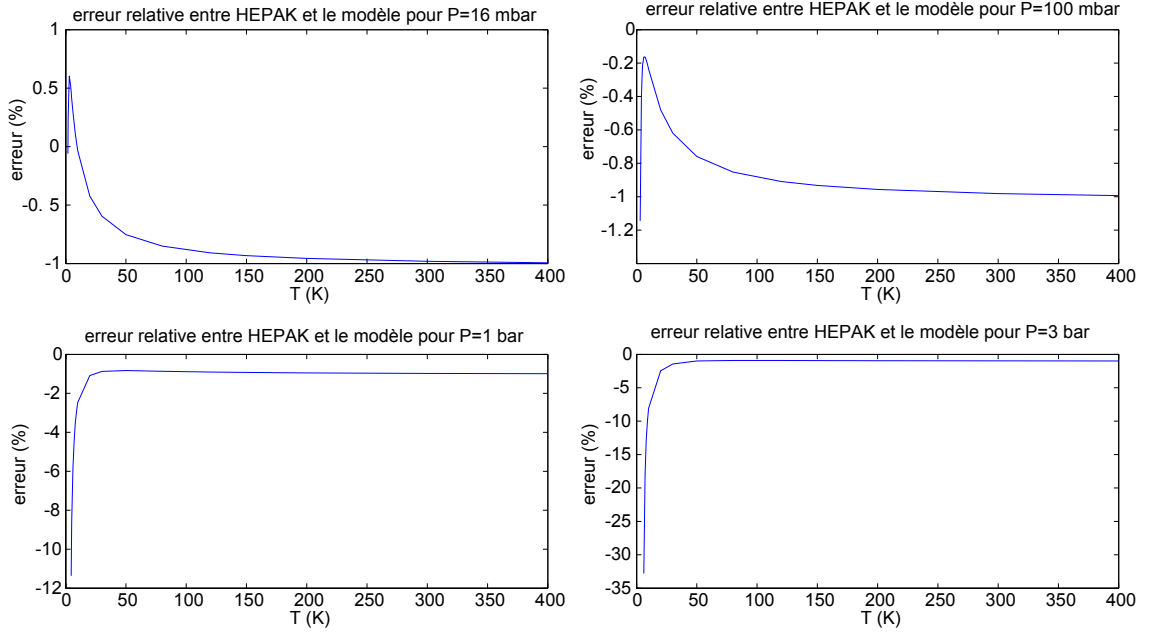 erreur relative entre HEPAK et le modèle pour P=16 mbar
1
0.5
0
-0. 5
-1
erreur (%)
0 50 100 150 200 250 300 350 400
T (K)
erreur relative entre HEPAK et le modèle pour P=100 mbar
0
-0.2
-0.4
-0.6
-0.8
-1
-1.2
erreur (%)
0 50 100 150 200 250 300 350 400
T (K)
erreur relative entre HEPAK et le modèle pour P=1 bar
0
-2
-4
-6
-8
-10
-12
erreur (%)
0 50 100 150 200 250 300 350 400
T (K)
erreur relative entre HEPAK et le modèle pour P=3 bar
0
-5
-10
-15
-20
-25
-30
-35
erreur (%)
0 50 100 150 200 250 300 350 400
T (K)